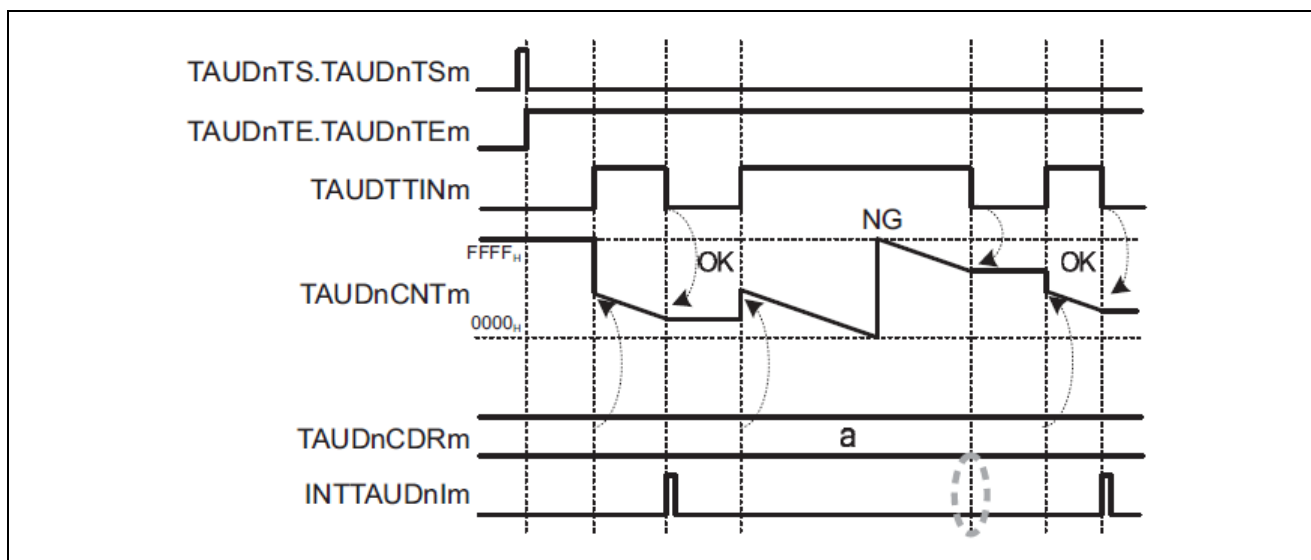 TAUDnTS.TAUDnTSm
TAUDnTE.TAUDnTEm
TAUDTTINm
NG
FFFFH
OK
OK
TAUDnCNTm
0000H
TAUDnCDRm
a
INTTAUDnIm